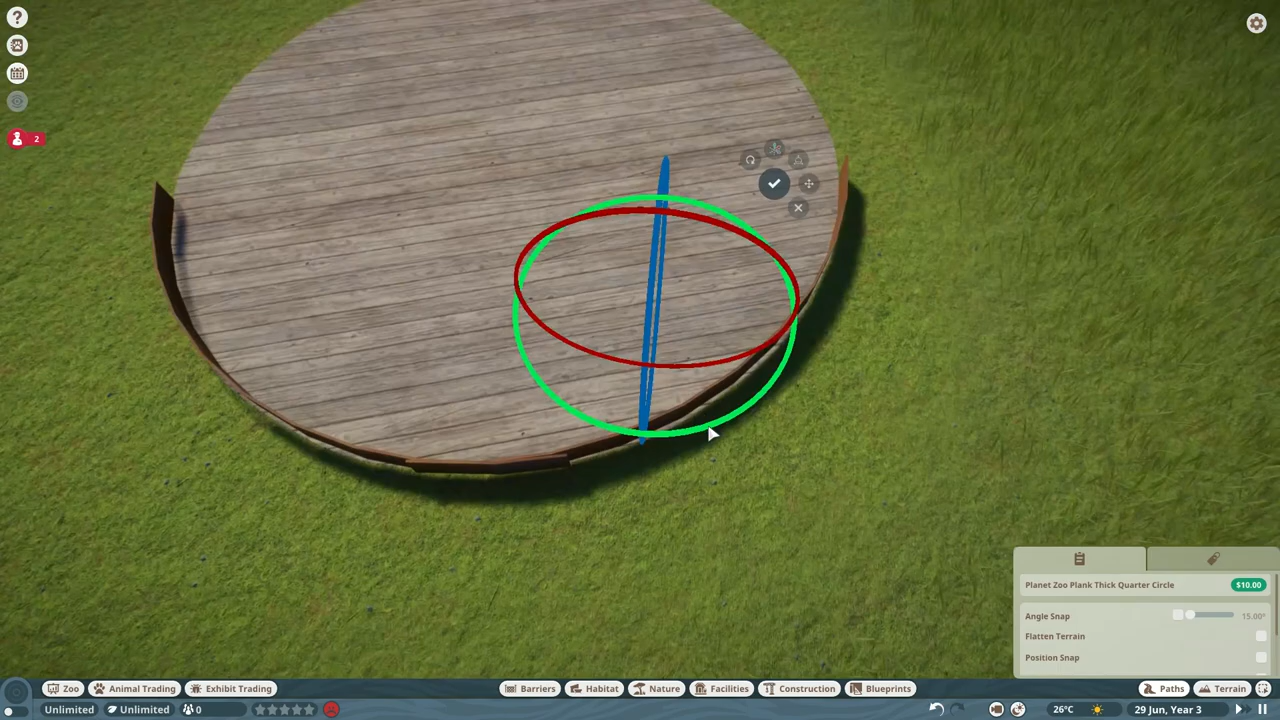 ?
2
Planet Zoo Plank Thick Quarter Circle
$10.00
Angle Snap
15.00°
Flatten Terrain
Position Snap
Zoo
Animal Trading
Exhibit Trading
Barriers
Habitat
Nature
Facilities
Construction
Blueprints
Paths
Terrain
Unlimited
Unlimited
0
26°C
29 Jun, Year 3